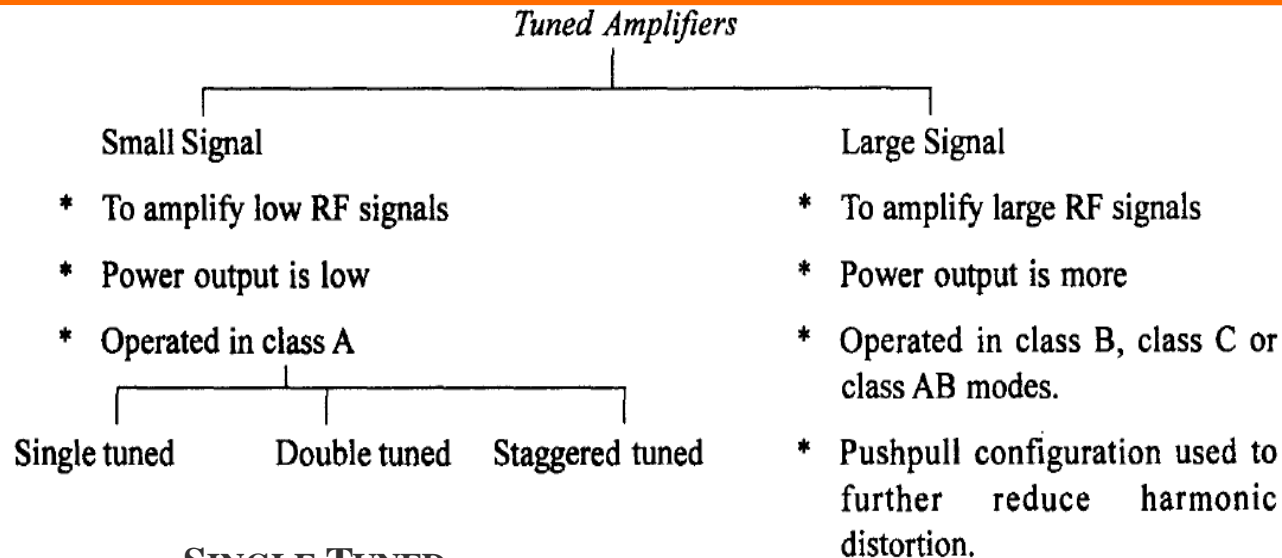 Tuned Amplifiers
Small Signal
* To amplify low RF signals
* Power output is low
* Operated in class A
Single tuned Double tuned Staggered tuned
Large Signal
* To amplify large RF signals
* Power output is more
* Operated in class B, class C or
class AB modes.
* Pushpull configuration used to
further reduce harmonic
distortion.
SINGLE TUNED